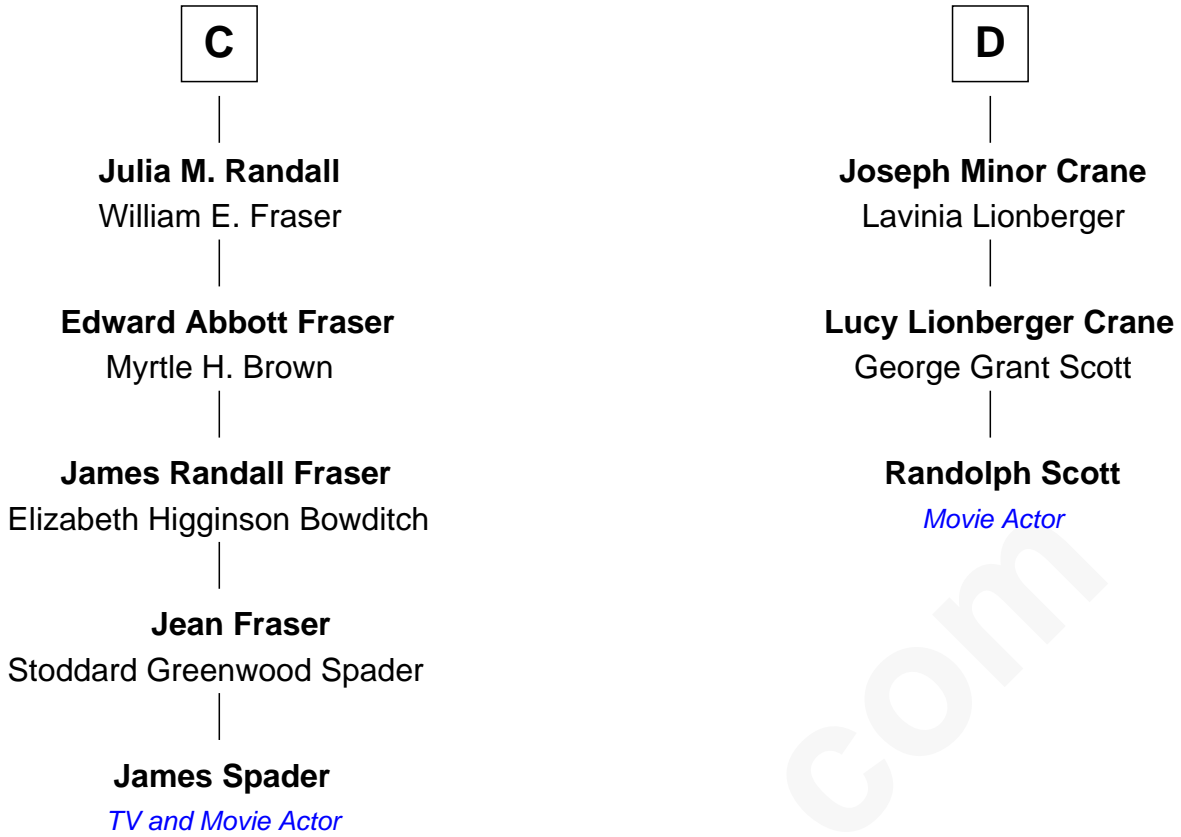 C
Julia M. Randall
William E. Fraser
Edward Abbott Fraser
Myrtle H. Brown
James Randall Fraser
Elizabeth Higginson Bowditch
Jean Fraser
Stoddard Greenwood Spader
James Spader
TV and Movie Actor
D
Joseph Minor Crane
Lavinia Lionberger
Lucy Lionberger Crane
George Grant Scott
Randolph Scott
Movie Actor
com